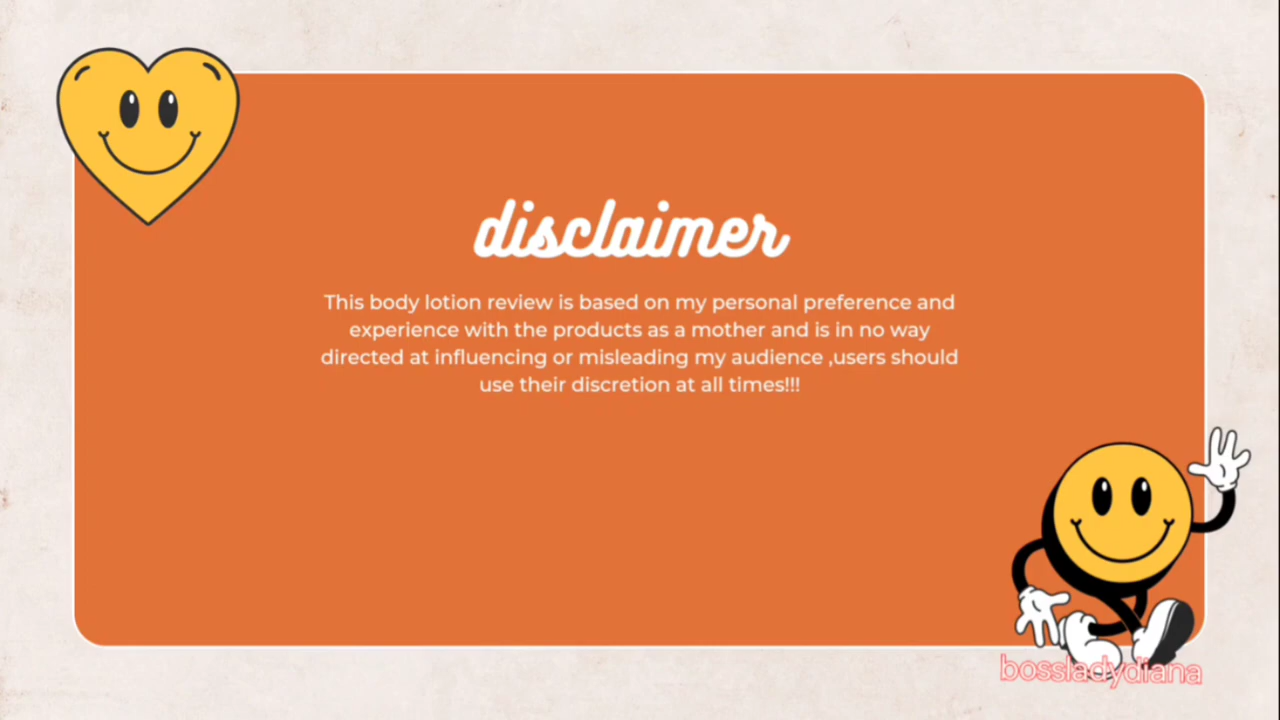 disclaimer
This body lotion review is based on my personal preference and
experience with the products as a mother and is in no way
directed at influencing or misleading my audience ,users should
use their discretion at all times!!!
bossladydiana